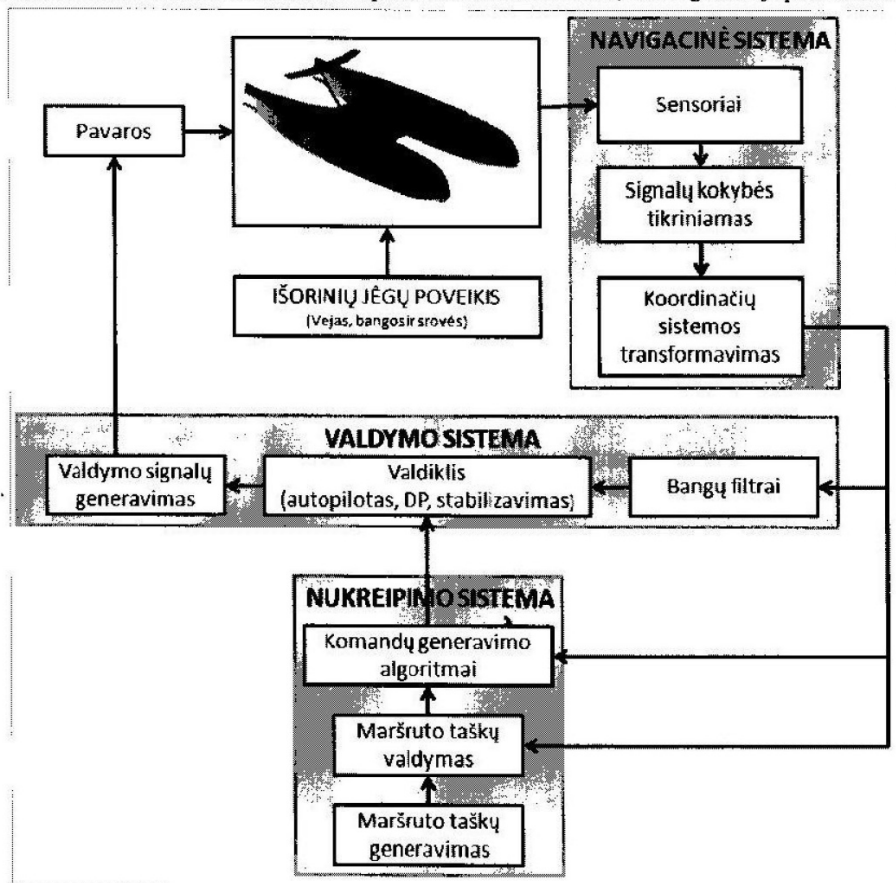 NAVIGACINĖ SISTEMA
Sensoriai
Signalų kokybės
tikriniamas
Koordinačių
sistemos
transformavimas
Pavaros
IŠORINIŲ JĖGŲ POVEIKIS
(Vejas, bangosir srovės)
VALDYMO SISTEMA
Valdymo signalų
generavimas
Valdiklis
(autopilotas, DP, stabilizavimas)
Bangų filtrai
NUKREIPIMO SISTEMA
Komandų generavimo
algoritmai
Maršruto taškų
valdymas
Maršruto taškų
generavimas